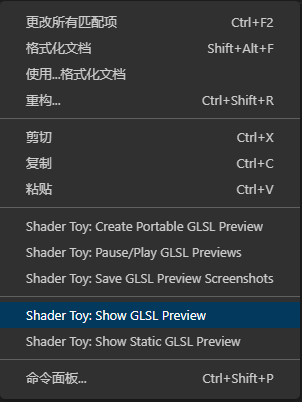 更改所有匹配项 Ctrl+F2
格式化文档 Shift+Alt+F
使用...格式化文档
重构... Ctrl+Shift+R
剪切 Ctrl+X
复制 Ctrl+C
粘贴 Ctrl+V
Shader Toy: Create Portable GLSL Preview
Shader Toy: Pause/Play GLSL Previews
Shader Toy: Save GLSL Preview Screenshots
Shader Toy: Show GLSL Preview
Shader Toy: Show Static GLSL Preview
命令面板... Ctrl+Shift+P